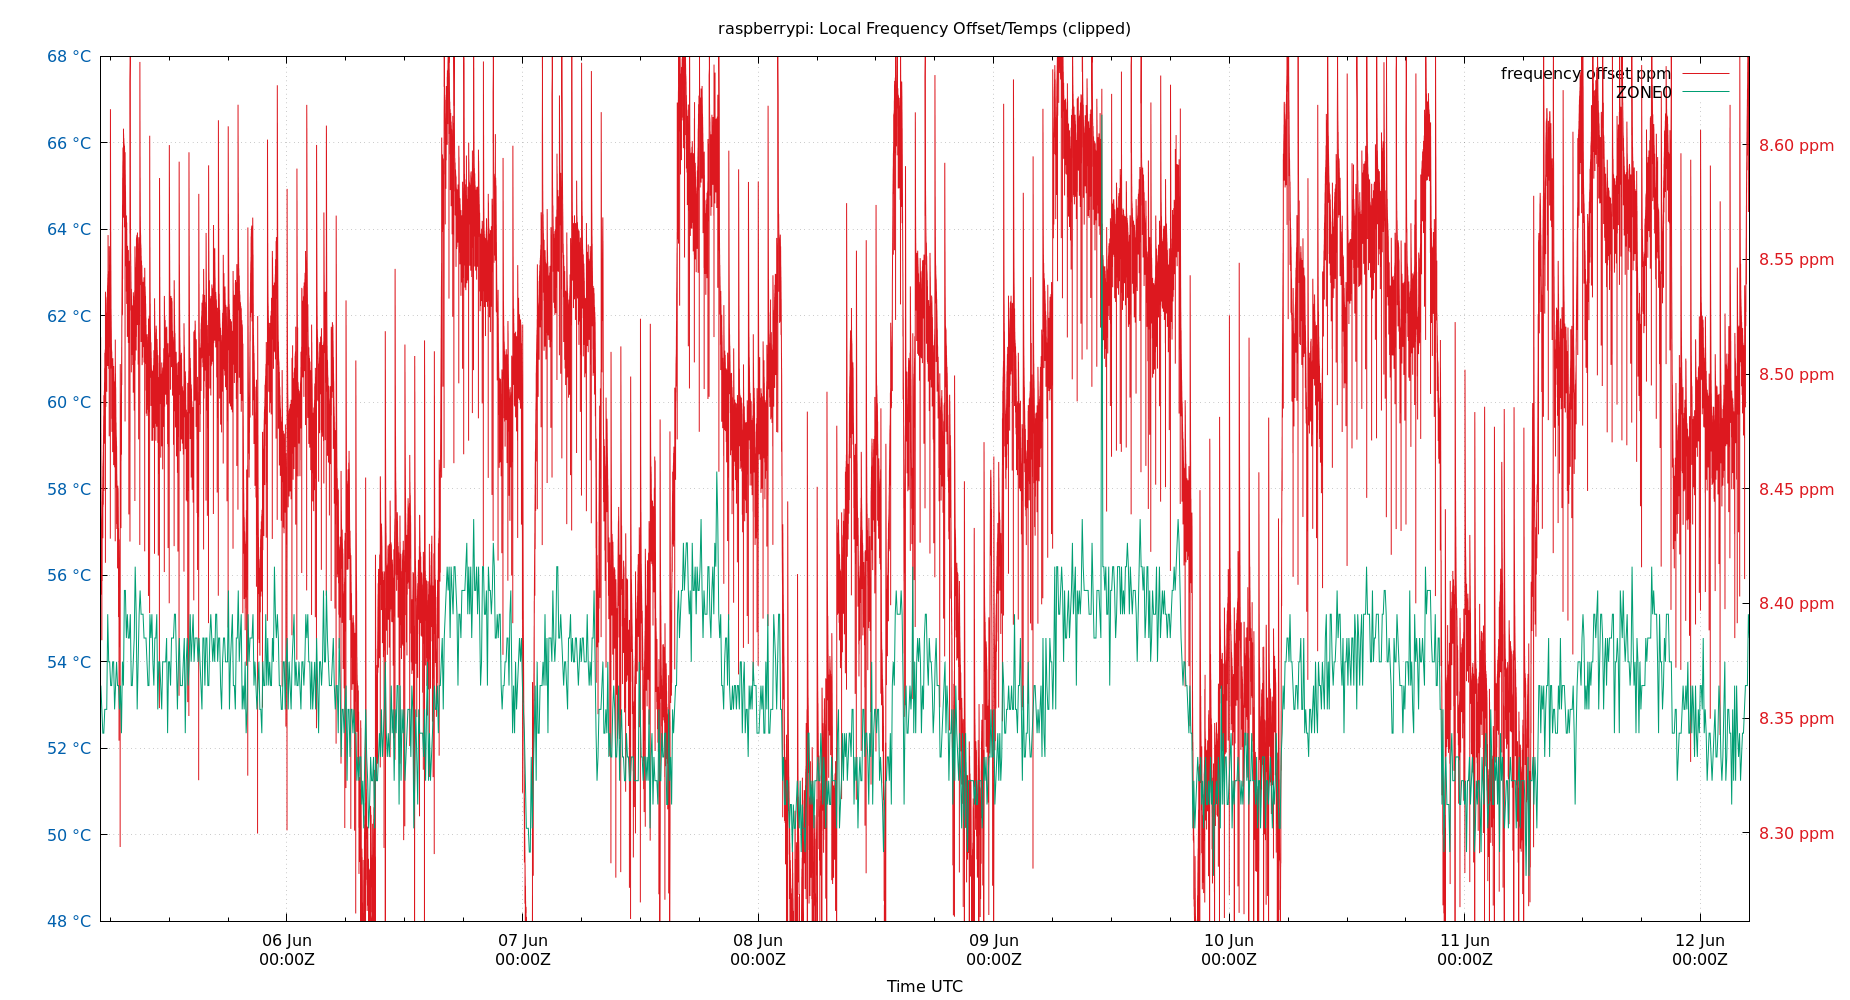 raspberrypi: Local Frequency Offset/Temps (clipped)
68 °C
66 °C
64 °C
62 °C
60 °C
58 °C
56 °C
54 °C
52 °C
50 °C
48 °C
frequency offset ppm
ZONE0
8.60 ppm
8.55 ppm
8.50 ppm
8.45 ppm
8.40 ppm
8.35 ppm
8.30 ppm
06 Jun
00:00Z
07 Jun
00:00Z
08 Jun
00:00Z
09 Jun
00:00Z
10 Jun
00:00Z
11 Jun
00:00Z
12 Jun
00:00Z
Time UTC